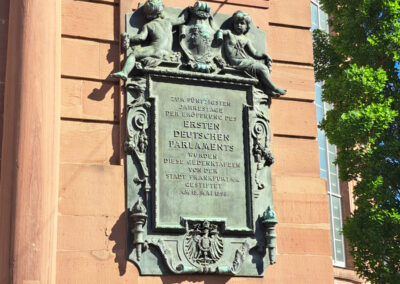 ZUM FÜNFZIGSTEN
JAHRESTAGE
DER ERÖFFNUNG DES
ERSTEN
DEUTSCHEN
PARLAMENTS
WURDEN
DIESE GEDENKTAFELN
VON DER
STADT FRANKFURT A/M
GESTIFTET
AM 18. MAI 1898